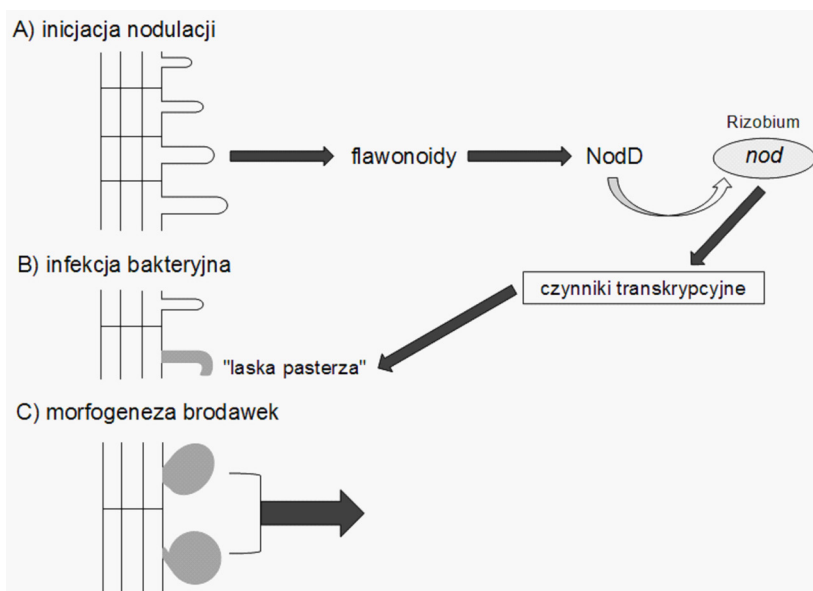 A) inicjacja nodulacji
Rizobium
flawonoidy
NodD
nod
B) infekcja bakteryjna
czynniki transkrypcyjne
"laska pasterza"
C) morfogeneza brodawek